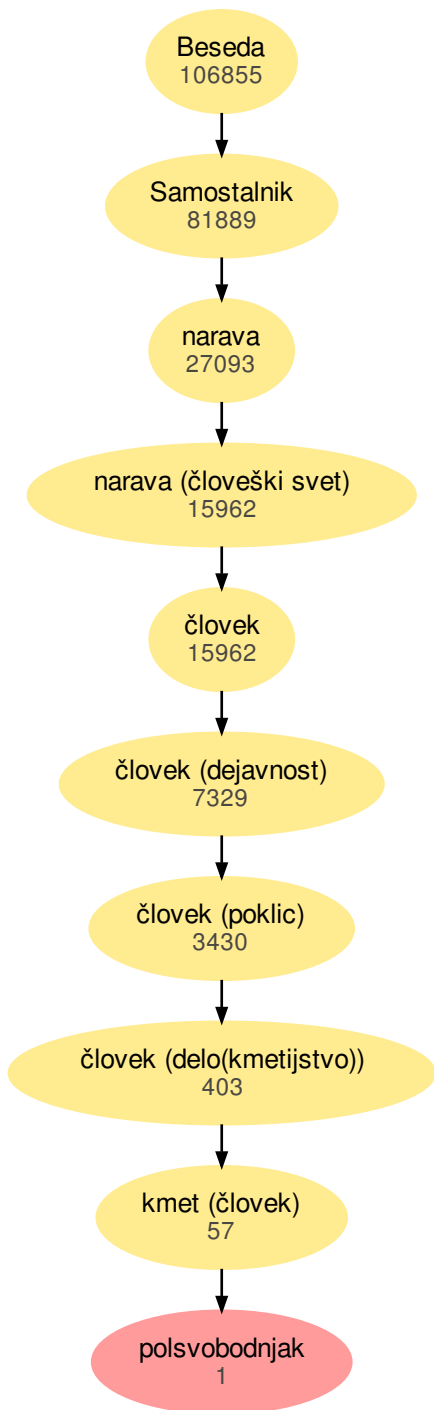 Beseda
106855
Samostalnik
81889
narava
27093
narava (človeški svet)
15962
človek
15962
človek (dejavnost)
7329
človek (poklic)
3430
človek (delo(kmetijstvo))
403
kmet (človek)
57
polsvobodnjak
1